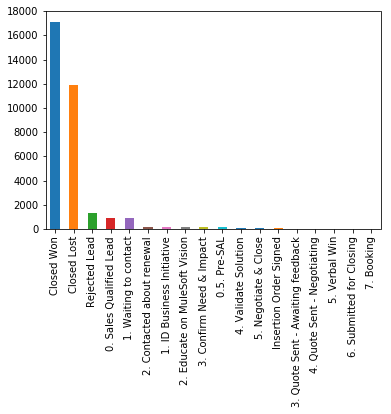 18000
16000
14000
12000
10000
8000
6000
4000
2000
0
Closed Won
Closed Lost
Rejected Lead
0. Sales Qualified Lead
1. Waiting to contact
2. Contacted about renewal
1. ID Business Initiative
2. Educate on MuleSoft Vision
3. Confirm Need & Impact
0.5. Pre-SAL
4. Validate Solution
5. Negotiate & Close
Insertion Order Signed
3. Quote Sent - Awaiting feedback
4. Quote Sent - Negotiating
5. Verbal Win
6. Submitted for Closing
7. Booking